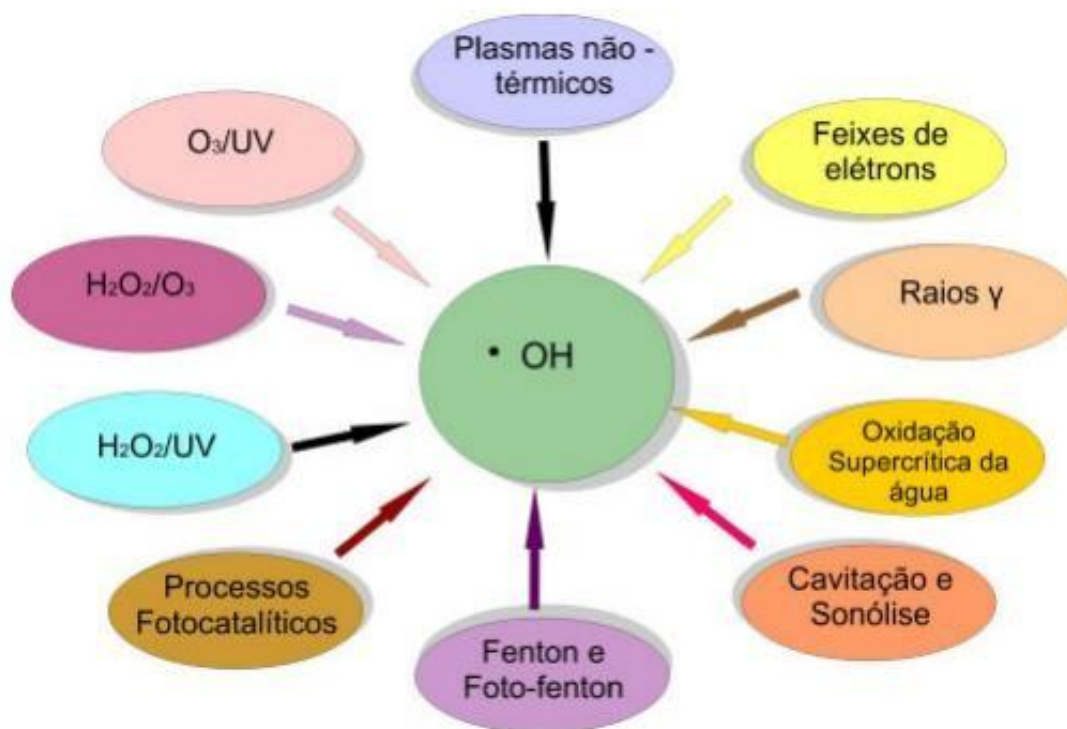 Plasmas não -
térmicos
O₃/UV
Feixes de
elétrons
H₂O₂/O₃
Raios γ
• OH
H₂O₂/UV
Oxidação
Supercrítica da
água
Processos
Fotocatalíticos
Cavitação e
Sonólise
Fenton e
Foto-fenton